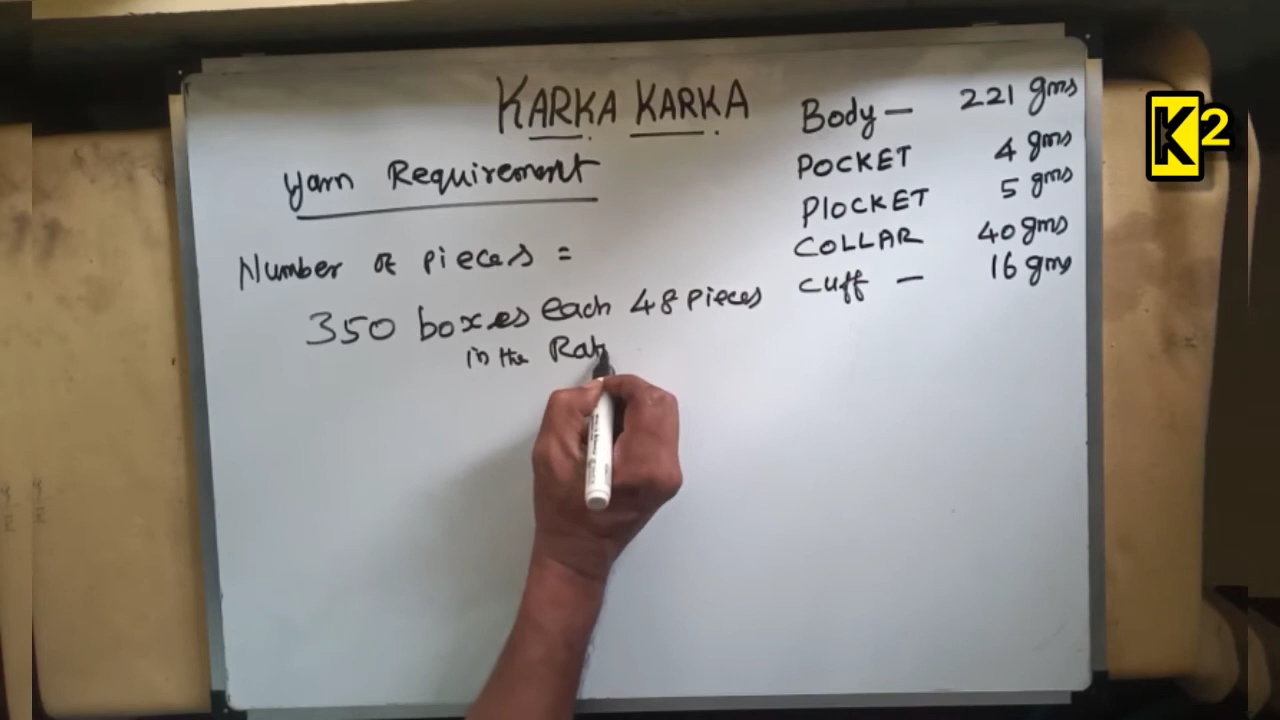 KARKA KARKA
Yarn Requirement
Number of pieces =
350 boxes each 48 pieces
in the Rat
Body — 221 gms
POCKET 4 gms
PLOCKET 5 gms
COLLAR 40 gms
Cuff — 16 gms
K2